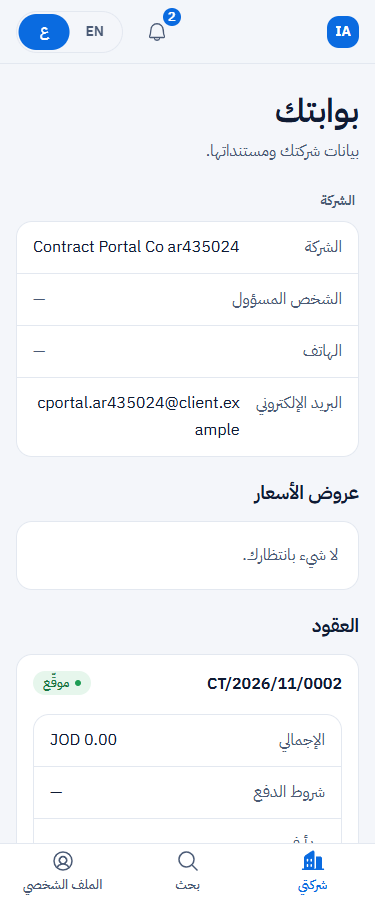 IA
2
EN
ع
بوابتك
بيانات شركتك ومستنداتها.
الشركة
الشركة Contract Portal Co ar435024
الشخص المسؤول —
الهاتف —
البريد الإلكتروني cportal.ar435024@client.ex
ample
عروض الأسعار
لا شيء بانتظارك.
العقود
CT/2026/11/0002 موقّع
الإجمالي JOD 0.00
شروط الدفع —
شركتي
بحث
الملف الشخصي